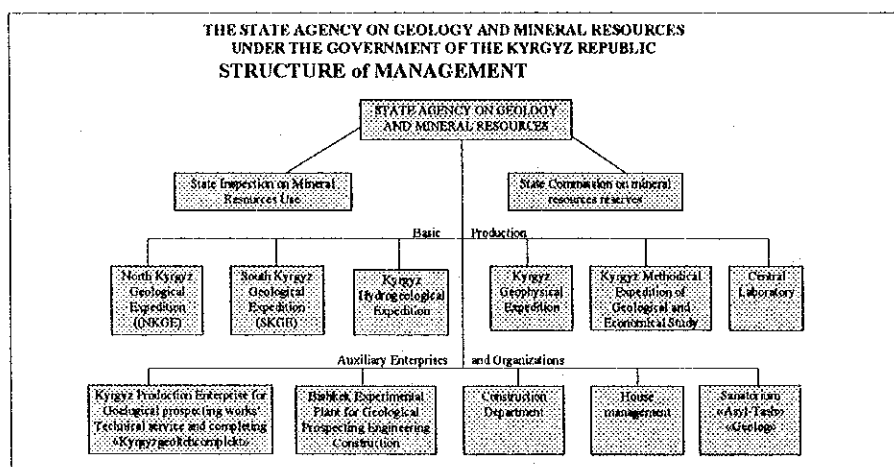 THE STATE AGENCY ON GEOLOGY AND MINERAL RESOURCES
UNDER THE GOVERNMENT OF THE KYRGYZ REPUBLIC
STRUCTURE of MANAGEMENT
STATE AGENCY ON GEOLOGY
AND MINERAL RESOURCES
State Inspection on Mineral
Resources Use
State Commission on mineral
resources reserves
Basic Production
North Kyrgyz
Geological
Expedition
((NKGE)
South Kyrgyz
Geological
Expedition
(SKGE)
Kyrgyz
Hydrogeological
Expedition
Kyrgyz
Geophysical
Expedition
Kyrgyz Methodical
Expedition of
Geological and
Economical Study
Central
Laboratory
Auxiliary Enterprises and Organizations
Kyrgyz Production Enterprise for
Geological prospecting works'
Technical service and completing
«Kyrgyzgeoltehcomplekt»
Bishkek Experimental
Plant for Geological
Prospecting Engineering
Construction
Construction
Department
House
management
Sanatorium
«Asyl-Tash»
«Geolog»